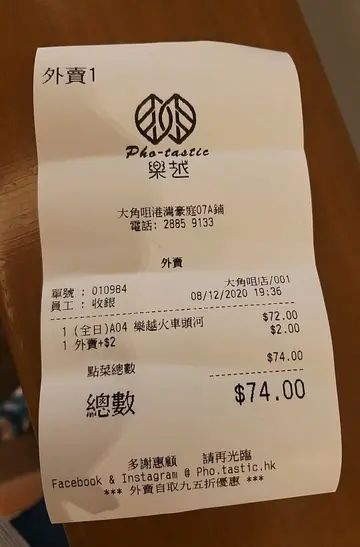 外賣1
Pho-tastic
樂越
大角咀港灣豪庭07A鋪
電話: 2885 9133
外賣
單號 : 010984 大角咀店/001
員工 : 收銀 08/12/2020 19:36
1 (全日)A04 樂越火車頭河 $72.00
1 外賣+$2 $2.00
點菜總數 $74.00
總數 $74.00
多謝惠顧 請再光臨
Facebook & Instagram @ Pho.tastic.hk
*** 外賣自取九五折優惠 ***